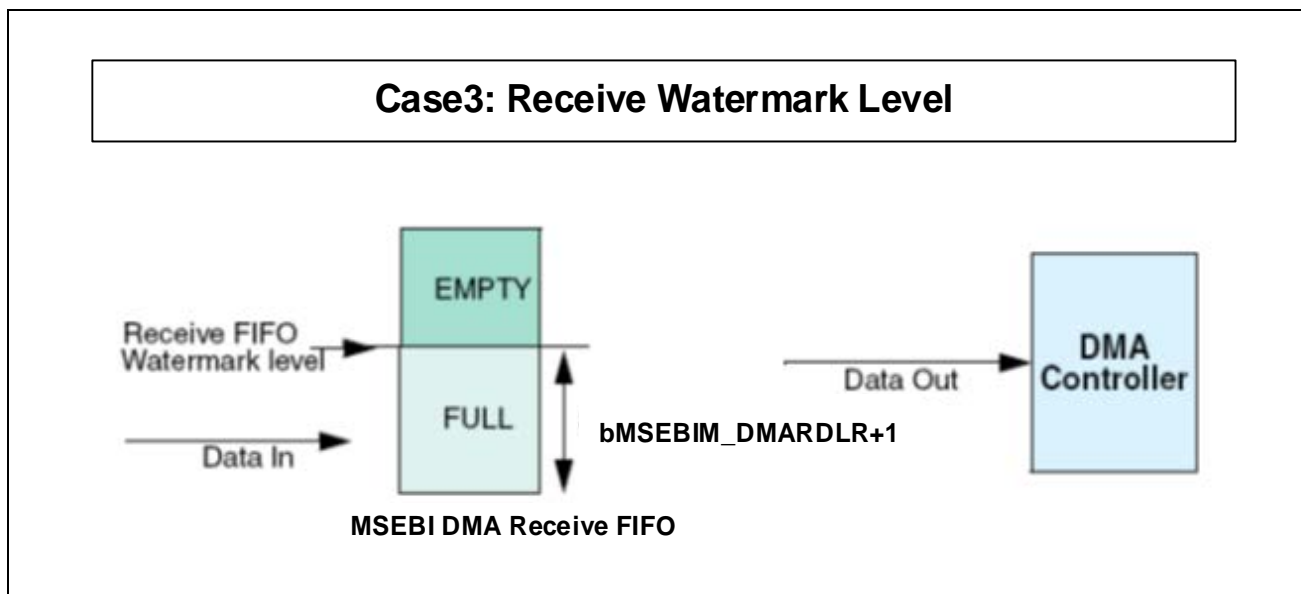 Case3: Receive Watermark Level
EMPTY
Receive FIFO
Watermark level
FULL
Data In
bMSEBIM_DMARDLR+1
MSEBI DMA Receive FIFO
Data Out
DMA
Controller